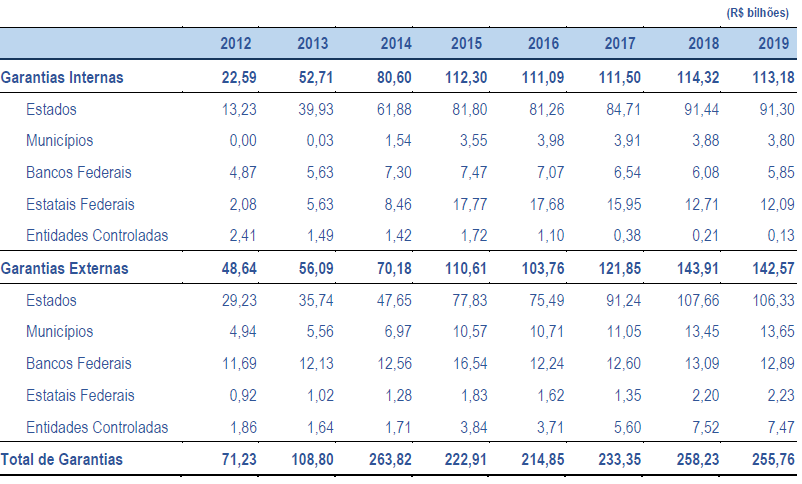 (R$ bilhões)
2012 2013 2014 2015 2016 2017 2018 2019
Garantias Internas 22,59 52,71 80,60 112,30 111,09 111,50 114,32 113,18
Estados 13,23 39,93 61,88 81,80 81,26 84,71 91,44 91,30
Municípios 0,00 0,03 1,54 3,55 3,98 3,91 3,88 3,80
Bancos Federais 4,87 5,63 7,30 7,47 7,07 6,54 6,08 5,85
Estatais Federais 2,08 5,63 8,46 17,77 17,68 15,95 12,71 12,09
Entidades Controladas 2,41 1,49 1,42 1,72 1,10 0,38 0,21 0,13
Garantias Externas 48,64 56,09 70,18 110,61 103,76 121,85 143,91 142,57
Estados 29,23 35,74 47,65 77,83 75,49 91,24 107,66 106,33
Municípios 4,94 5,56 6,97 10,57 10,71 11,05 13,45 13,65
Bancos Federais 11,69 12,13 12,56 16,54 12,24 12,60 13,09 12,89
Estatais Federais 0,92 1,02 1,28 1,83 1,62 1,35 2,20 2,23
Entidades Controladas 1,86 1,64 1,71 3,84 3,71 5,60 7,52 7,47
Total de Garantias 71,23 108,80 263,82 222,91 214,85 233,35 258,23 255,76